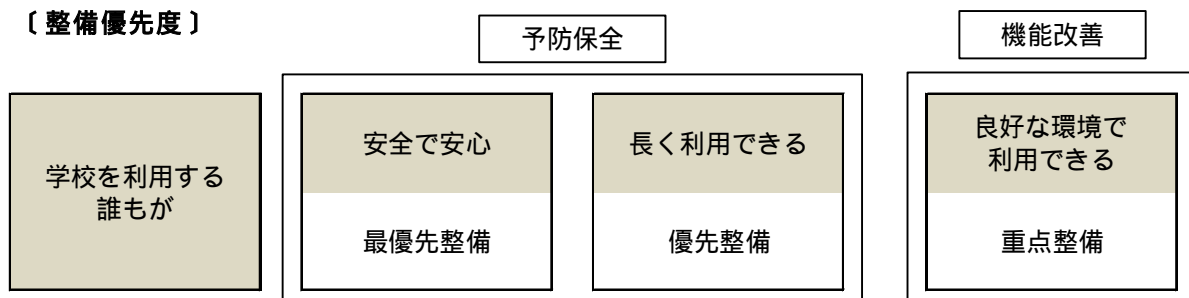 〔整備優先度〕
予防保全
機能改善
学校を利用する
誰もが
安全で安心
最優先整備
長く利用できる
優先整備
良好な環境で
利用できる
重点整備